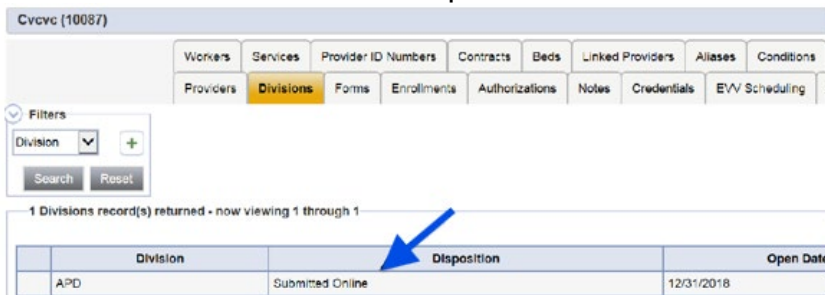 Cvcvc (10087)
Workers Services Provider ID Numbers Contracts Beds Linked Providers Aliases Conditions
Providers Divisions Forms Enrollments Authorizations Notes Credentials EVV Scheduling
Filters
Division +
Search Reset
1 Divisions record(s) returned - now viewing 1 through 1
Division Disposition Open Date
APD Submitted Online 12/31/2018